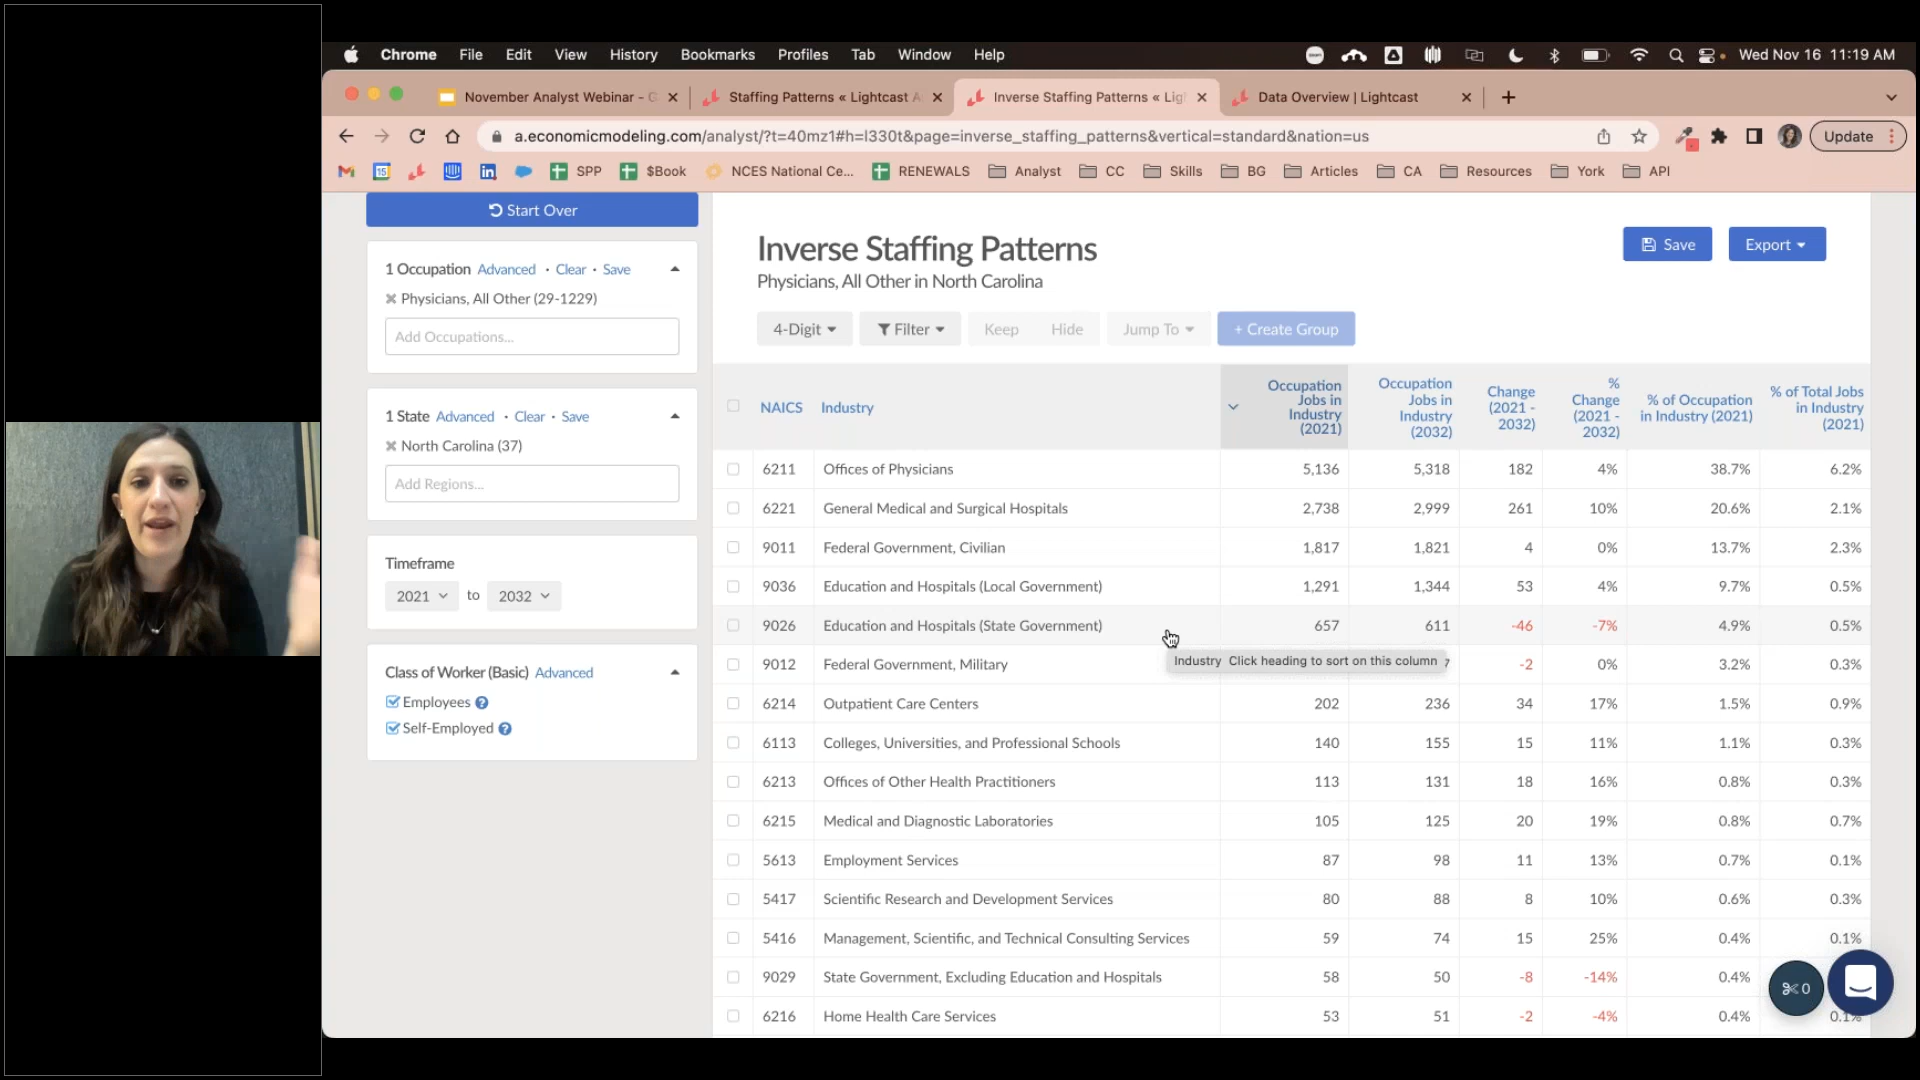 Chrome File Edit View History Bookmarks Profiles Tab Window Help Wed Nov 16 11:19 AM
November Analyst Webinar - G Staffing Patterns « Lightcast A Inverse Staffing Patterns « Lig Data Overview | Lightcast
a.economicmodeling.com/analyst/?t=40mz1#h=l330t&page=inverse_staffing_patterns&vertical=standard&nation=us Update
15 SPP $Book NCES National Ce... RENEWALS Analyst CC Skills BG Articles CA Resources York API
Start Over
1 Occupation Advanced · Clear · Save
Physicians, All Other (29-1229)
Add Occupations...
1 State Advanced · Clear · Save
North Carolina (37)
Add Regions...
Timeframe
2021 to 2032
Class of Worker (Basic) Advanced
Employees ?
Self-Employed ?
Inverse Staffing Patterns
Physicians, All Other in North Carolina
Save Export
4-Digit Filter Keep Hide Jump To + Create Group
NAICS Industry Occupation Jobs in Industry (2021) Occupation Jobs in Industry (2032) Change (2021 - 2032) % Change (2021 - 2032) % of Occupation in Industry (2021) % of Total Jobs in Industry (2021)
6211 Offices of Physicians 5,136 5,318 182 4% 38.7% 6.2%
6221 General Medical and Surgical Hospitals 2,738 2,999 261 10% 20.6% 2.1%
9011 Federal Government, Civilian 1,817 1,821 4 0% 13.7% 2.3%
9036 Education and Hospitals (Local Government) 1,291 1,344 53 4% 9.7% 0.5%
9026 Education and Hospitals (State Government) 657 611 -46 -7% 4.9% 0.5%
9012 Federal Government, Military -2 0% 3.2% 0.3%
Industry Click heading to sort on this column
6214 Outpatient Care Centers 202 236 34 17% 1.5% 0.9%
6113 Colleges, Universities, and Professional Schools 140 155 15 11% 1.1% 0.3%
6213 Offices of Other Health Practitioners 113 131 18 16% 0.8% 0.3%
6215 Medical and Diagnostic Laboratories 105 125 20 19% 0.8% 0.7%
5613 Employment Services 87 98 11 13% 0.7% 0.1%
5417 Scientific Research and Development Services 80 88 8 10% 0.6% 0.3%
5416 Management, Scientific, and Technical Consulting Services 59 74 15 25% 0.4% 0.1%
9029 State Government, Excluding Education and Hospitals 58 50 -8 -14% 0.4%
0
6216 Home Health Care Services 53 51 -2 -4% 0.4% 0.1%